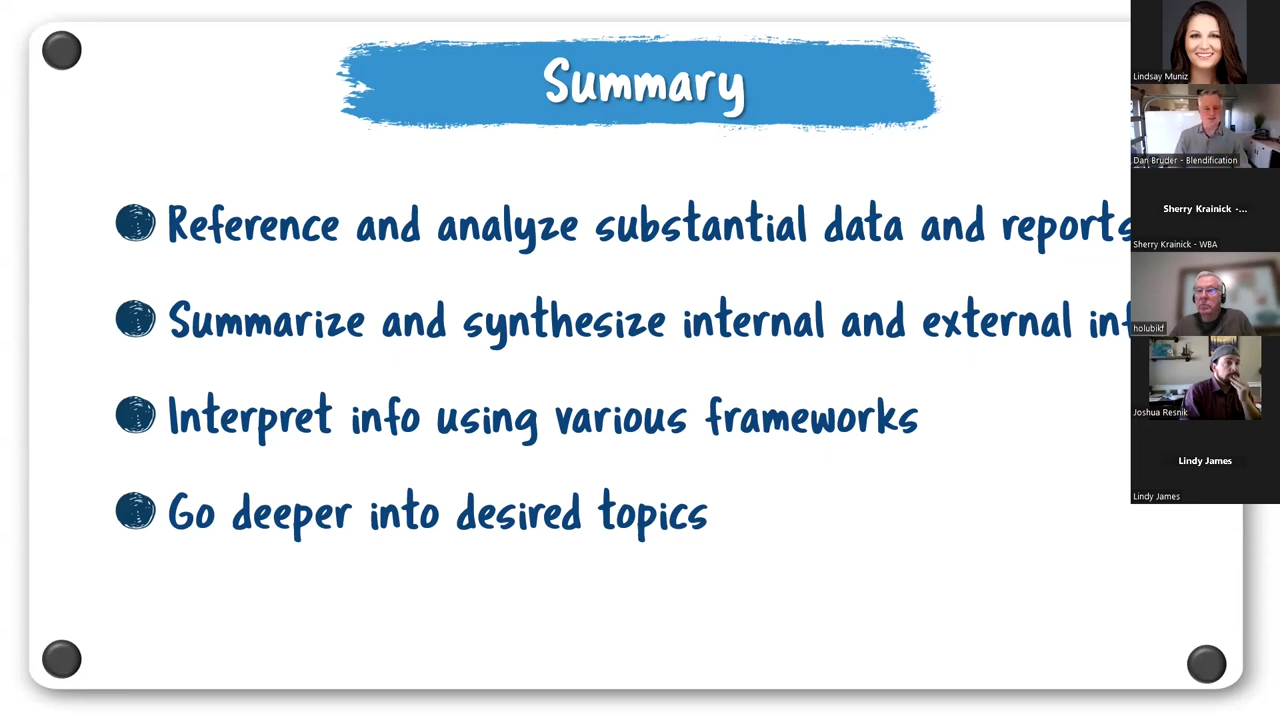 Summary
Reference and analyze substantial data and reports
Summarize and synthesize internal and external
Interpret info using various frameworks
Go deeper into desired topics
Lindsay Muniz
Dan Bruder - Blendification
Sherry Krainick -...
Sherry Krainick - WBA
holubikf
Joshua Resnik
Lindy James
Lindy James